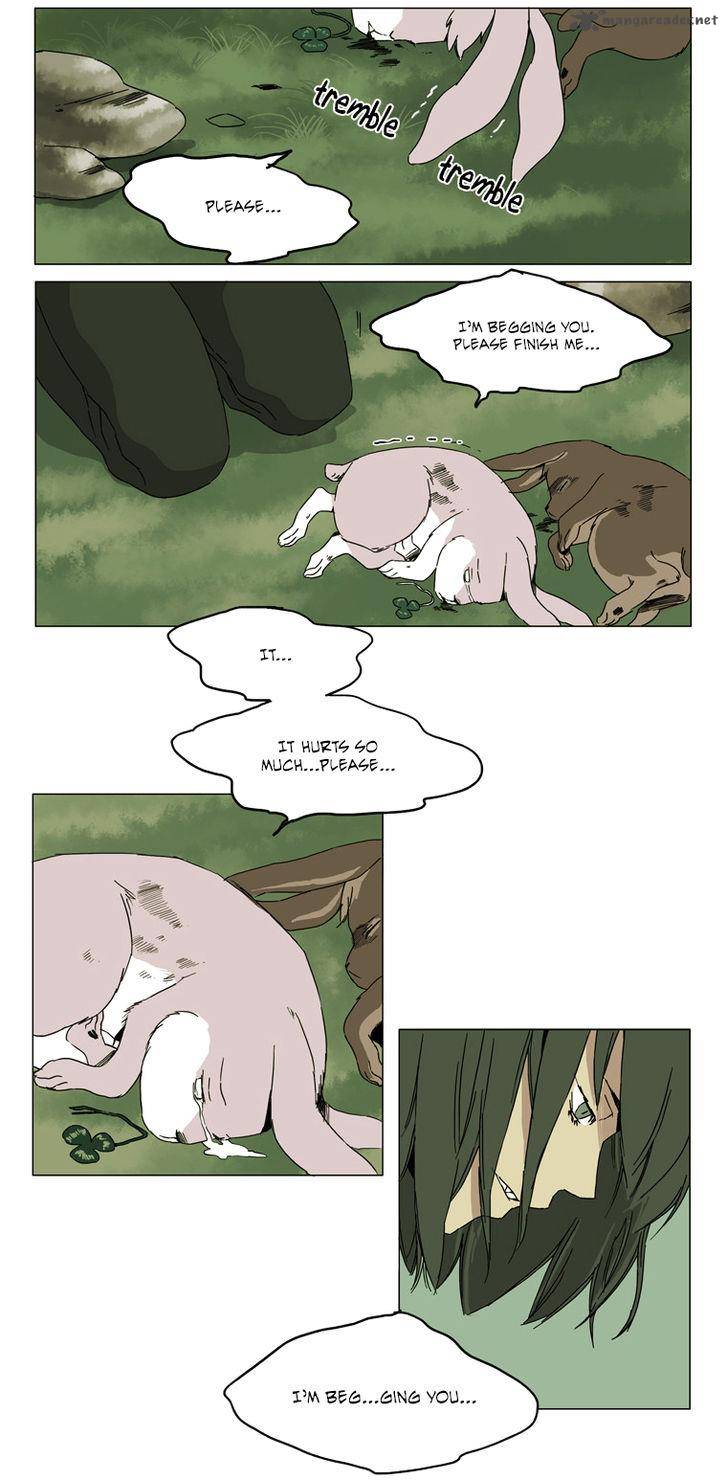 mangareader.net
tremble
tremble
PLEASE...
I'M BEGGING YOU.
PLEASE FINISH ME...
IT...
IT HURTS SO
MUCH...PLEASE...
I'M BEG...GING YOU...